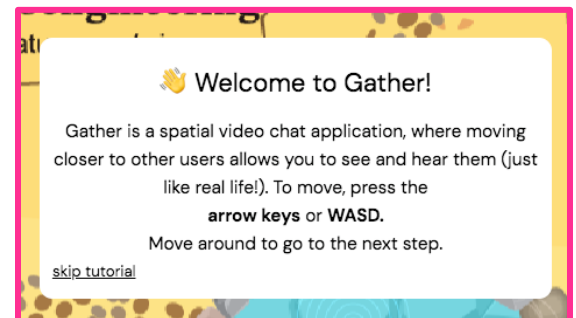 👋 Welcome to Gather!
Gather is a spatial video chat application, where moving
closer to other users allows you to see and hear them (just
like real life!). To move, press the
arrow keys or WASD.
Move around to go to the next step.
skip tutorial